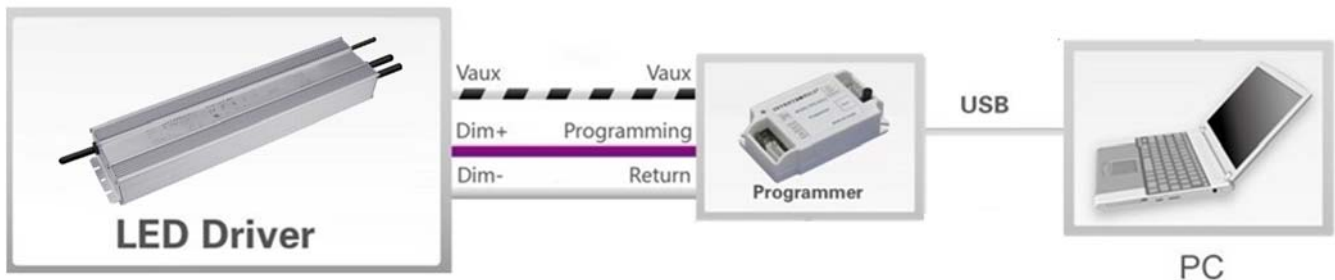 Vaux Vaux
Dim+ Programming
Dim- Return
LED Driver
Programmer
USB
PC